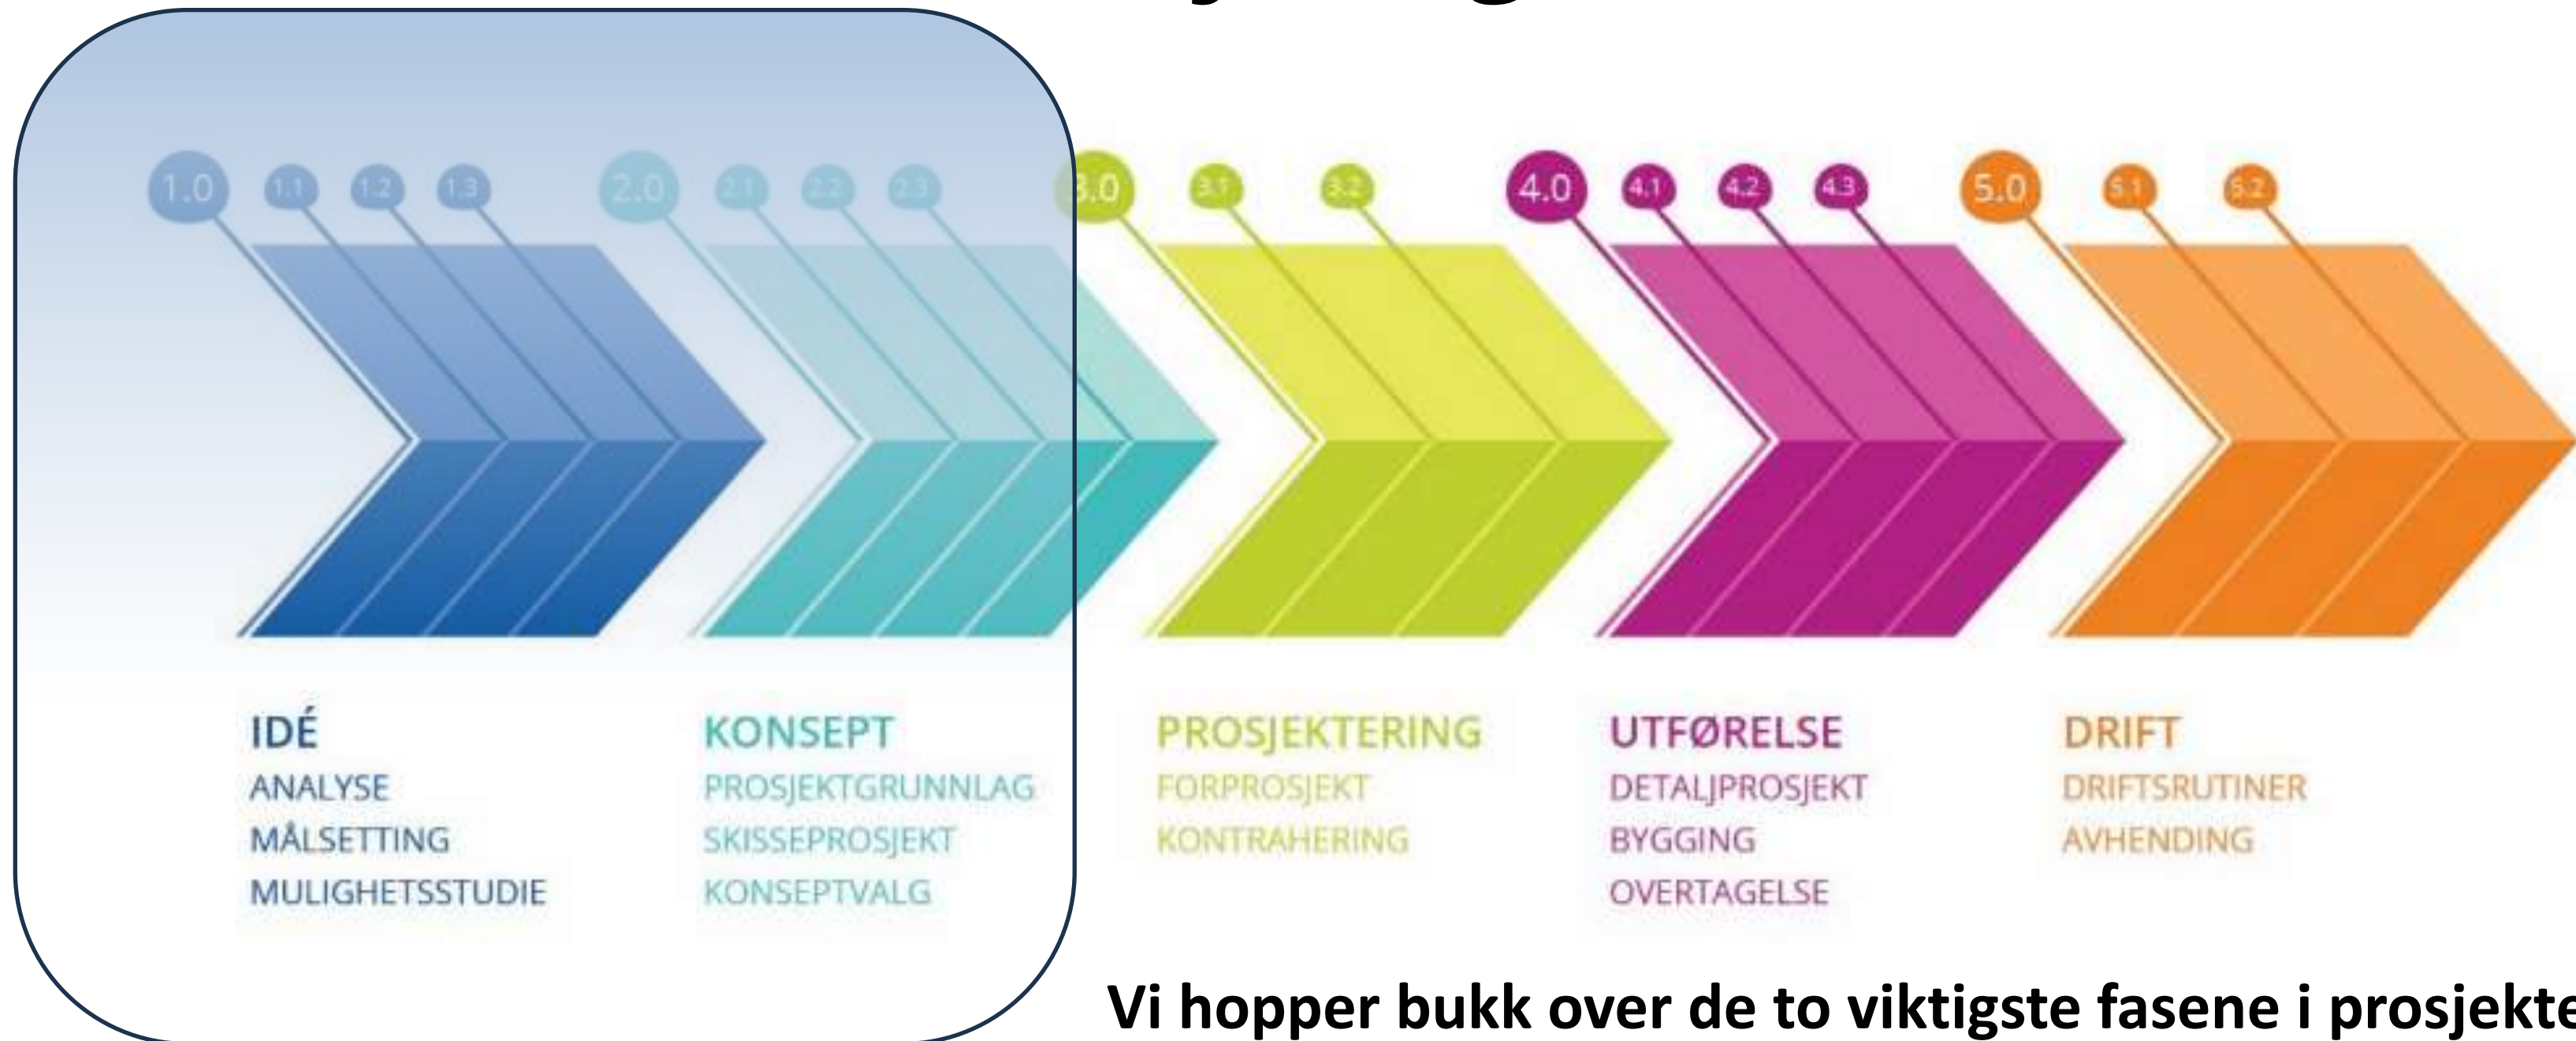 1.0 1.1 1.2 1.3 2.0 2.1 2.2 2.3 3.0 3.1 3.2 4.0 4.1 4.2 4.3 5.0 5.1 5.2
IDÉ
ANALYSE
MÅLSETTING
MULIGHETSSTUDIE
KONSEPT
PROSJEKTGRUNNLAG
SKISSEPROSJEKT
KONSEPTVALG
PROSJEKTERING
FORPROSJEKT
KONTRAHERING
UTFØRELSE
DETALJPROSJEKT
BYGGING
OVERTAGELSE
DRIFT
DRIFTSRUTINER
AVHENDING
Vi hopper bukk over de to viktigste fasene i